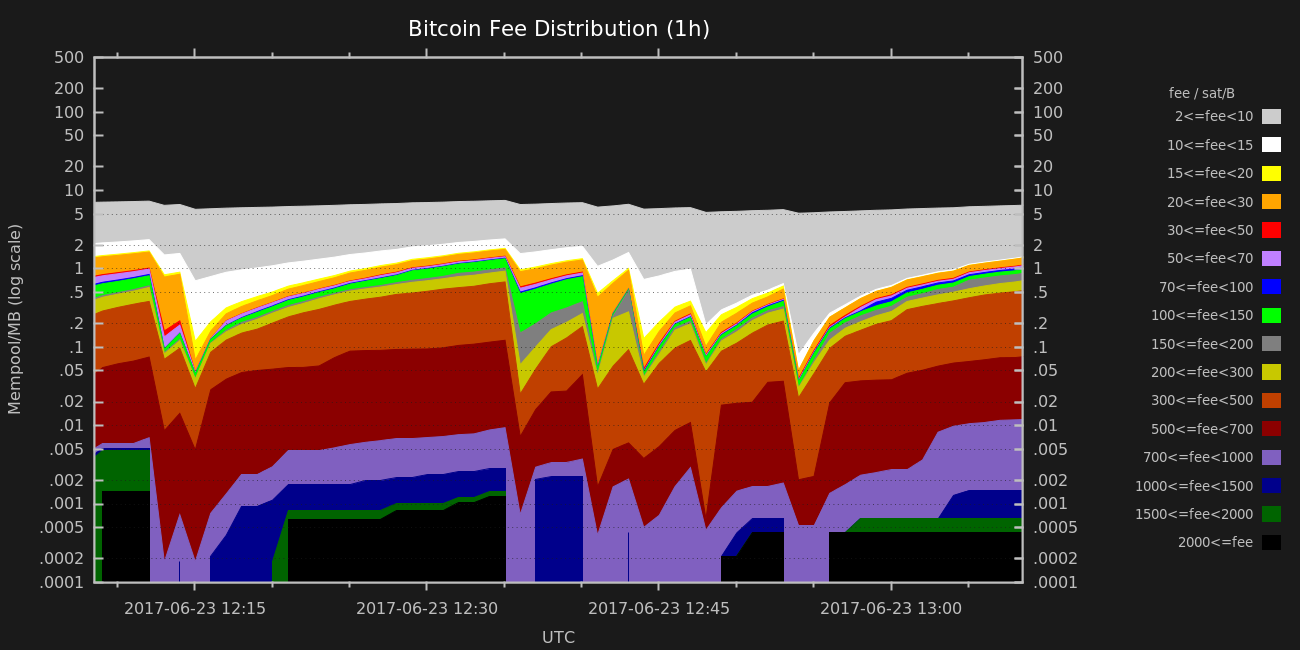 Bitcoin Fee Distribution (1h)
500
200
100
50
20
10
5
2
1
.5
.2
.1
.05
.02
.01
.005
.002
.001
.0005
.0002
.0001
Mempool/MB (log scale)
500
200
100
50
20
10
5
2
1
.5
.2
.1
.05
.02
.01
.005
.002
.001
.0005
.0002
.0001
2017-06-23 12:15
2017-06-23 12:30
2017-06-23 12:45
2017-06-23 13:00
UTC
fee / sat/B
2<=fee<10
10<=fee<15
15<=fee<20
20<=fee<30
30<=fee<50
50<=fee<70
70<=fee<100
100<=fee<150
150<=fee<200
200<=fee<300
300<=fee<500
500<=fee<700
700<=fee<1000
1000<=fee<1500
1500<=fee<2000
2000<=fee